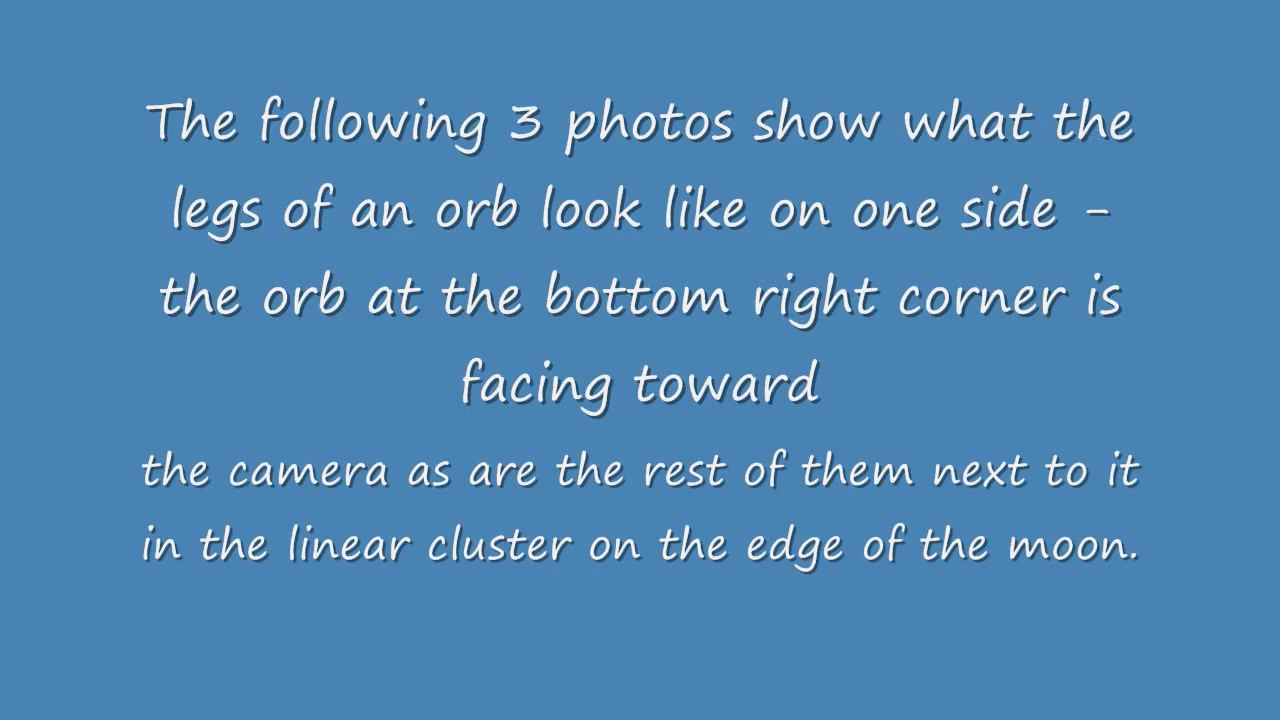 The following 3 photos show what the
legs of an orb look like on one side -
the orb at the bottom right corner is
facing toward
the camera as are the rest of them next to it
in the linear cluster on the edge of the moon.